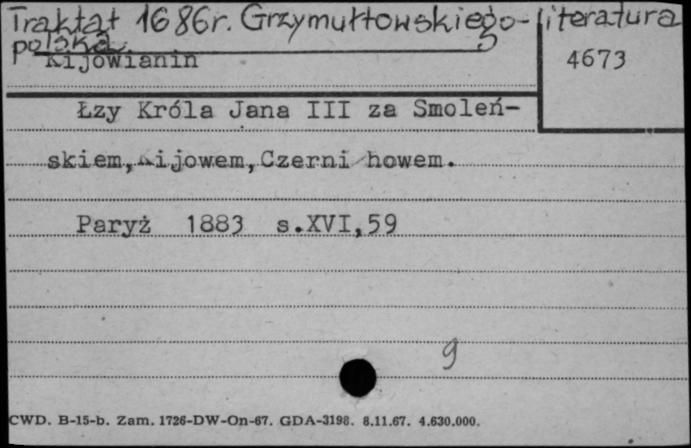 Traktat 1686r. Grzymułtowskiego - literatura
polska.
Kijowianin
4673
Łzy Króla Jana III za Smoleń-
skiem, Kijowem, Czerni howem.
Paryż 1883 s.XVI,59
9
CWD. B-15-b. Zam. 1726-DW-On-67. GDA-3198. 8.11.67. 4.630.000.